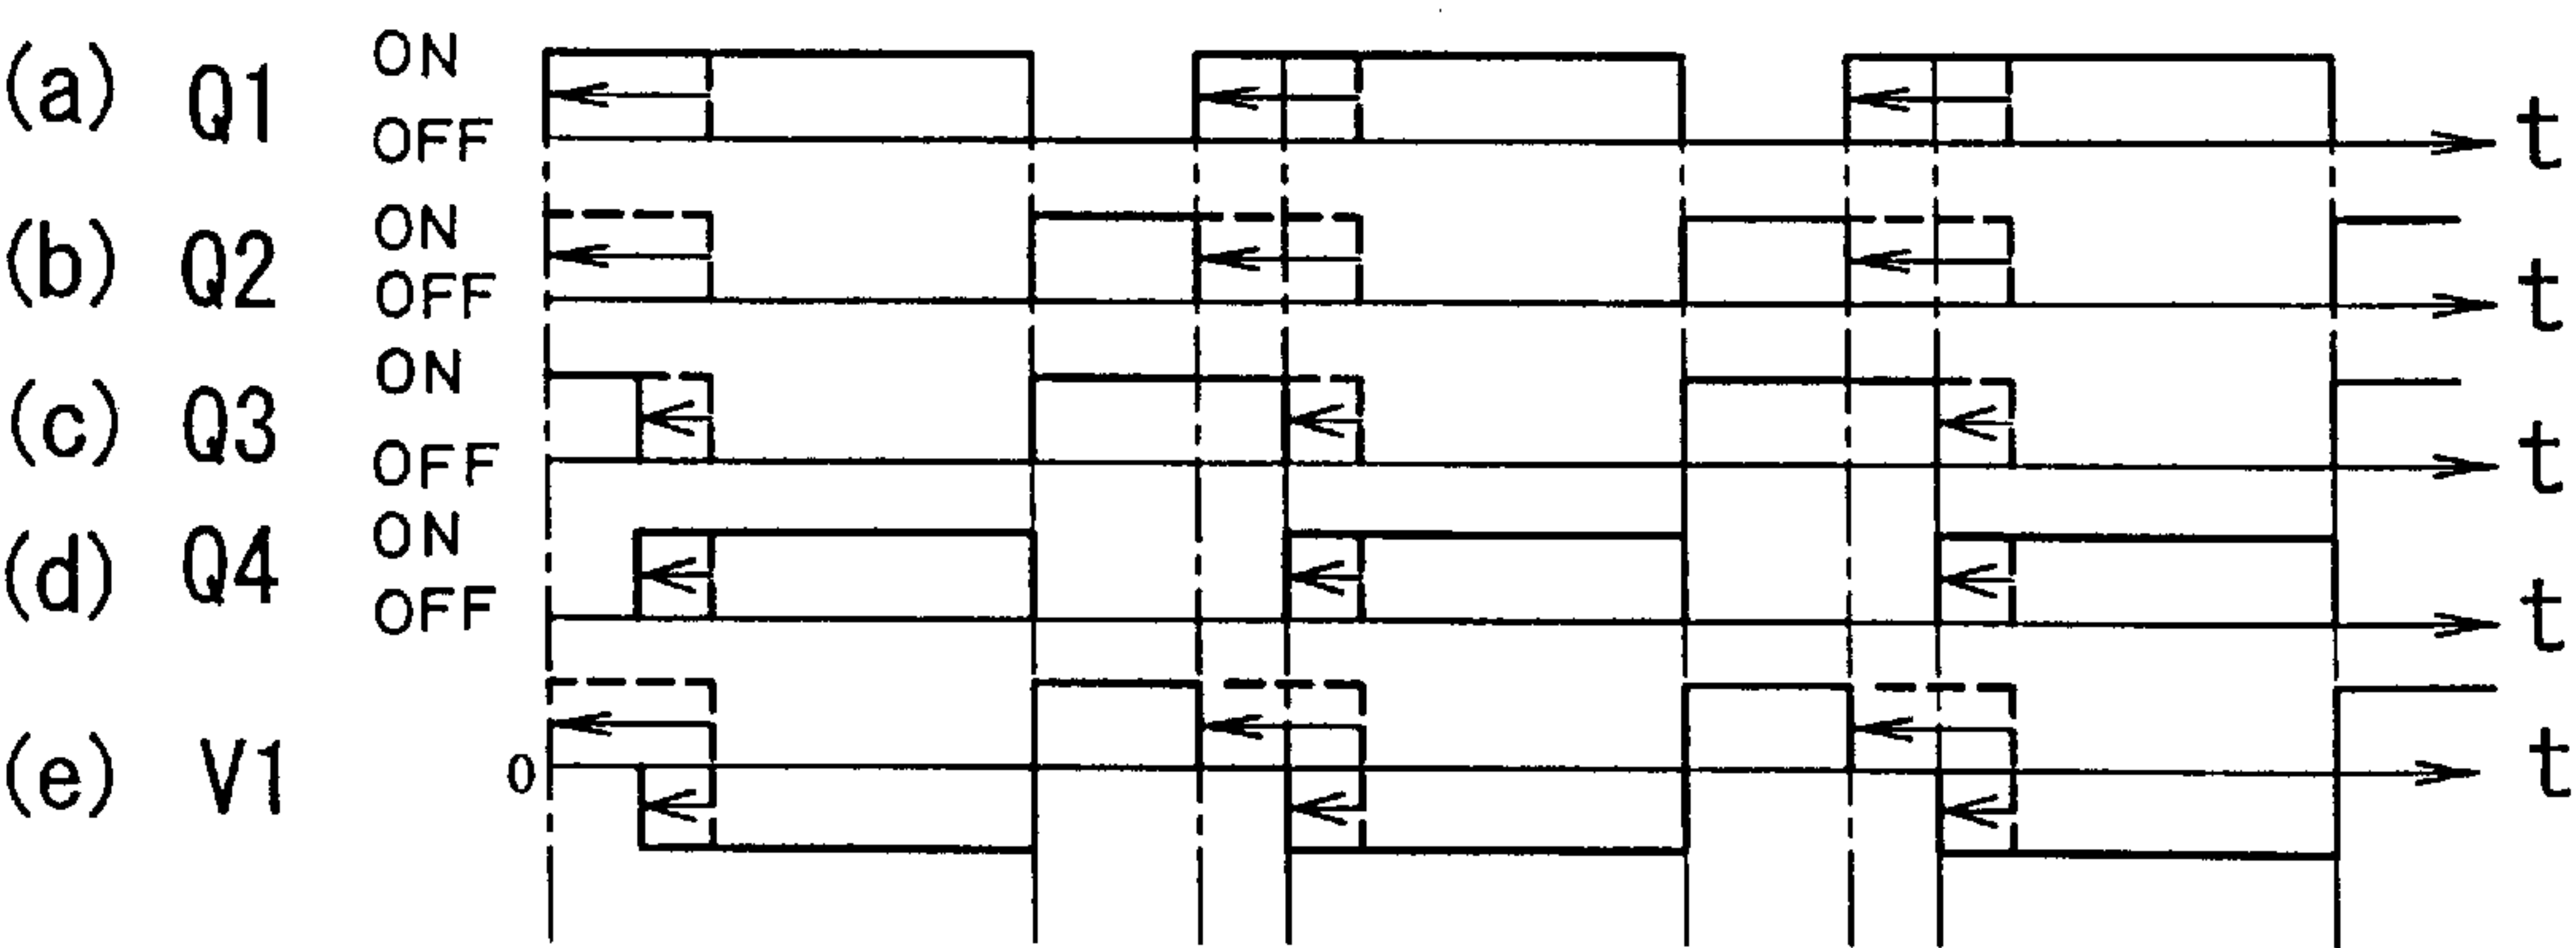 (a) Q1 ON OFF t
(b) Q2 ON OFF t
(c) Q3 ON OFF t
(d) Q4 ON OFF t
(e) V1 0 t